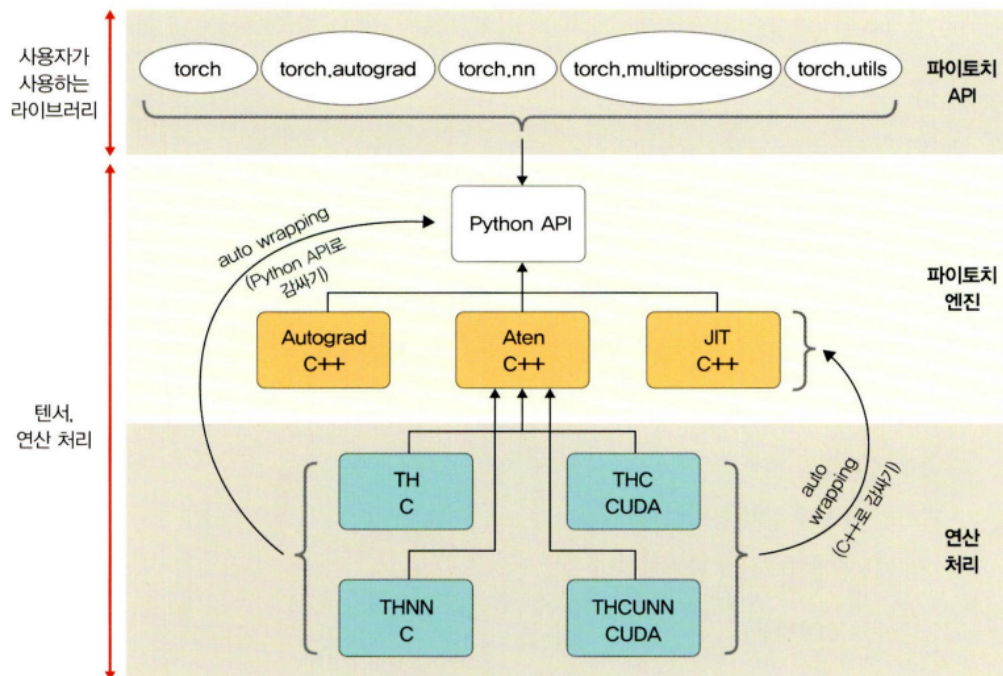 사용자가
사용하는
라이브러리
torch
torch.autograd
torch.nn
torch.multiprocessing
torch.utils
파이토치
API
Python API
auto wrapping
(Python API로
감싸기)
파이토치
엔진
Autograd
C++
Aten
C++
JIT
C++
텐서,
연산 처리
TH
C
THC
CUDA
auto
wrapping
(C++로 감싸기)
연산
처리
THNN
C
THCUNN
CUDA